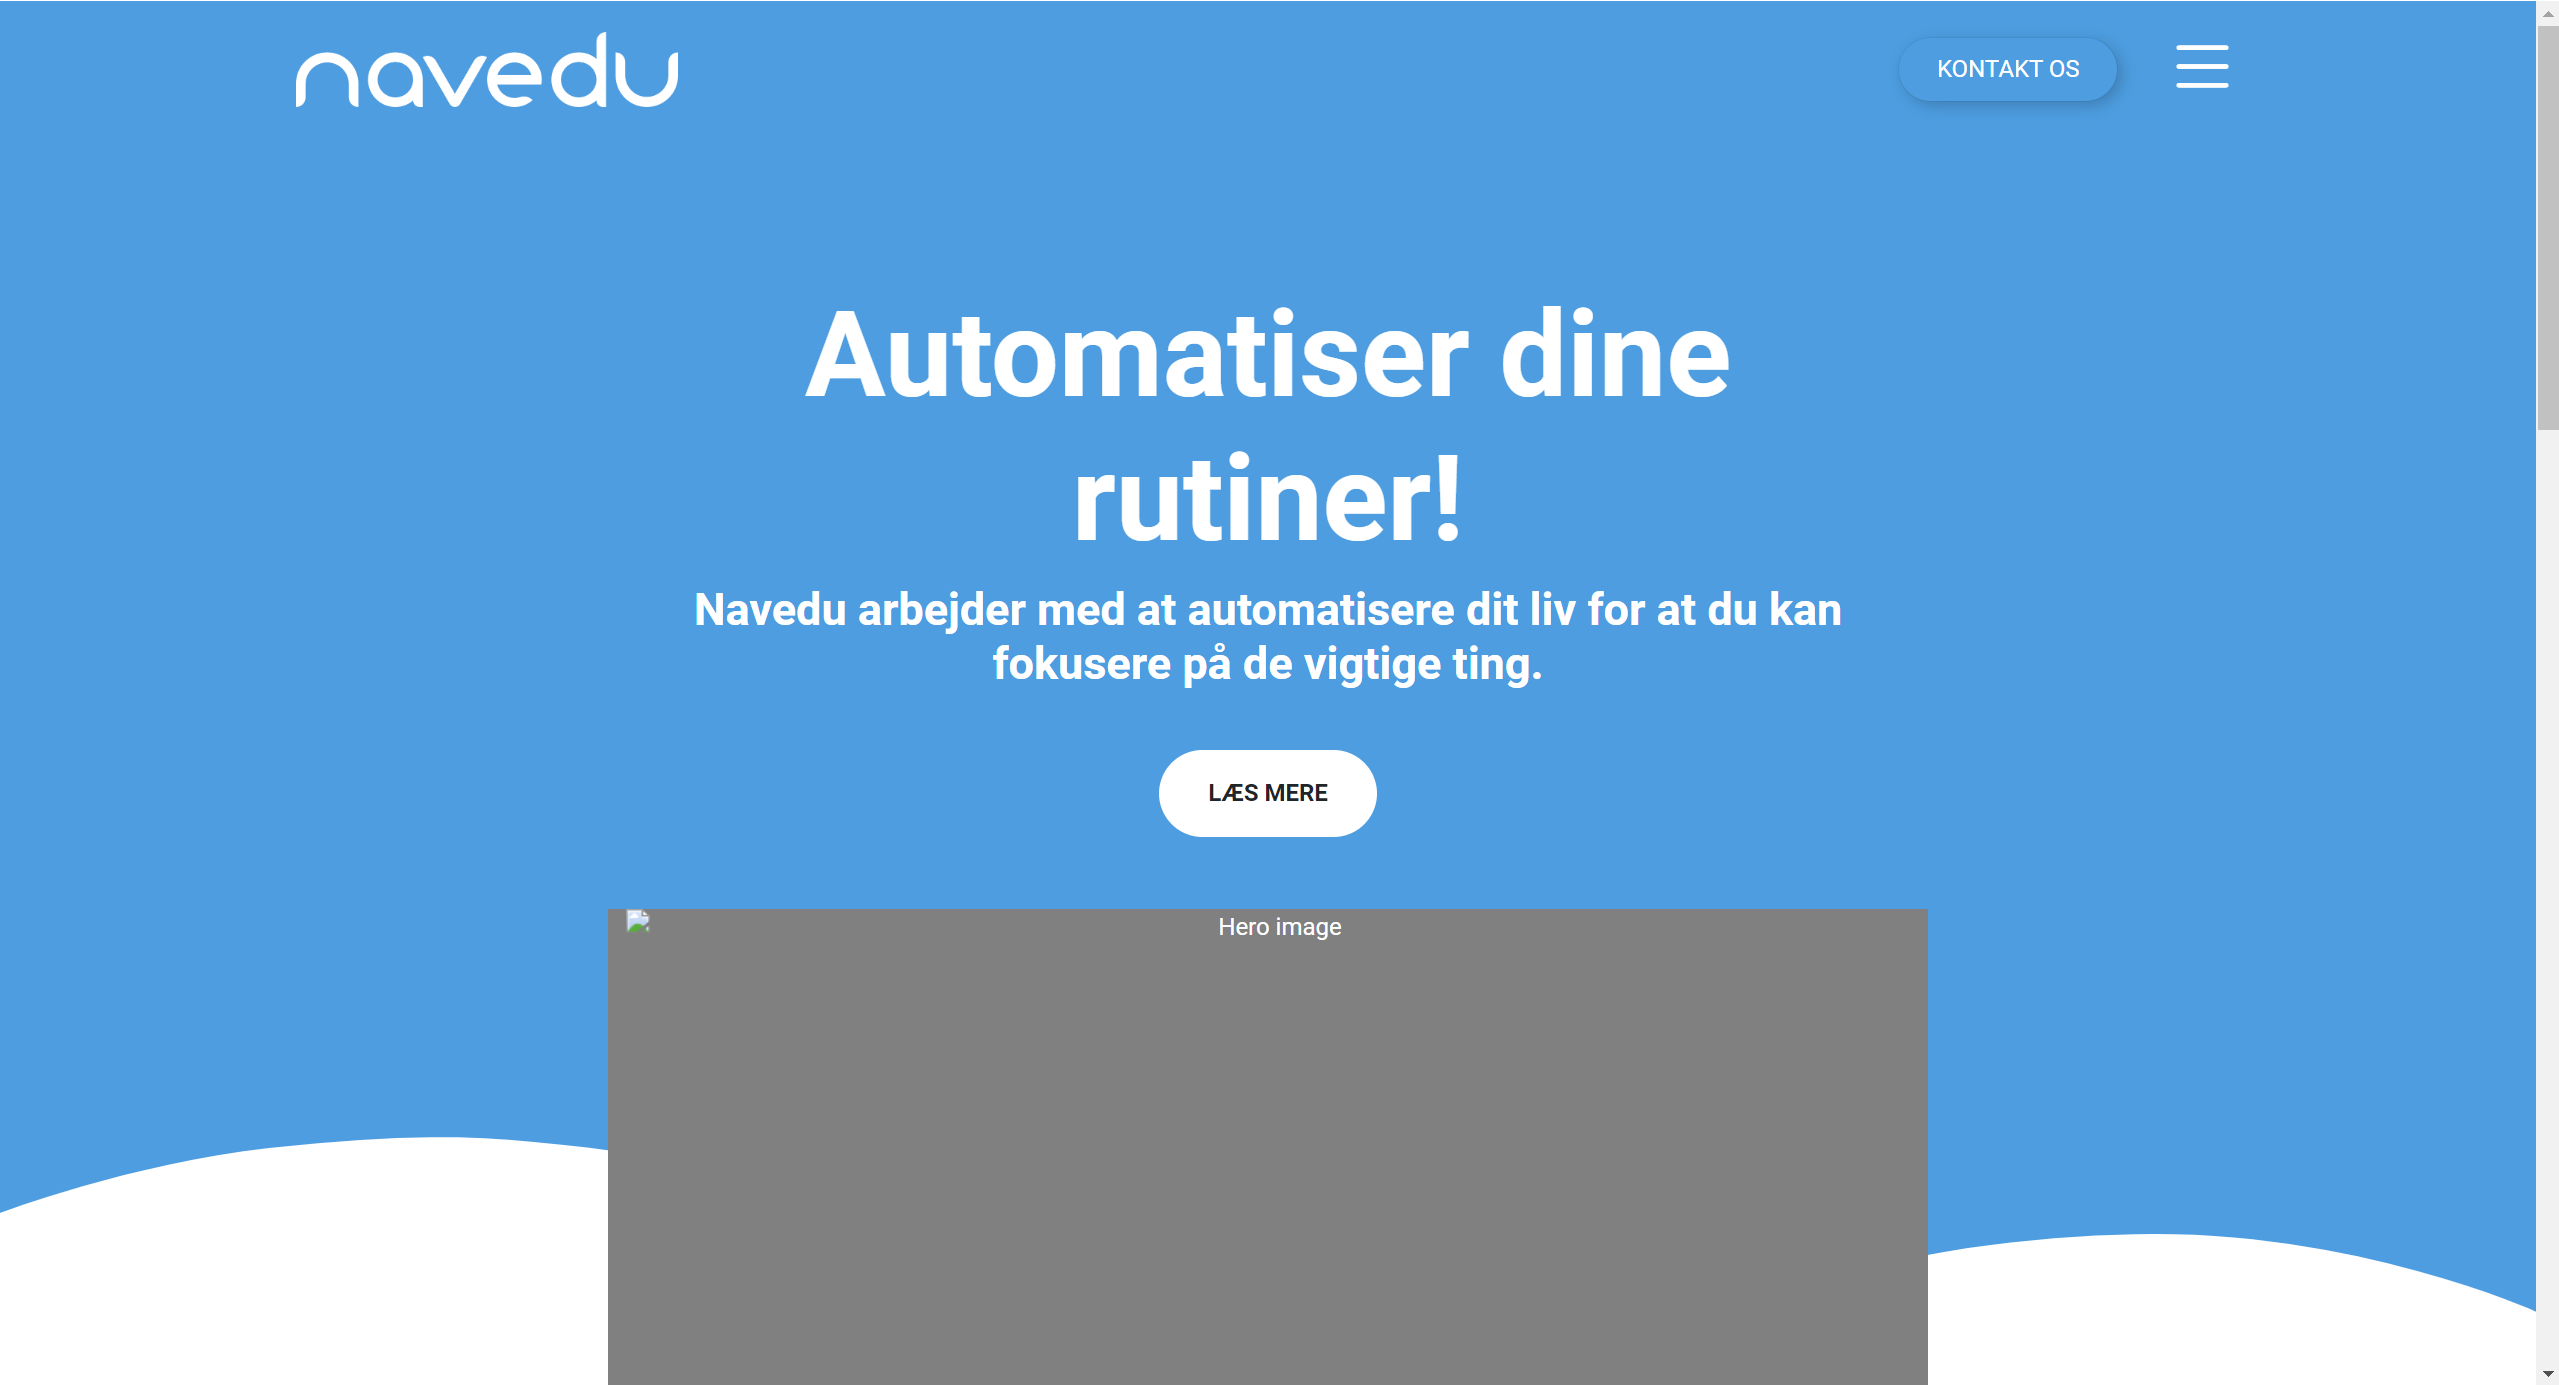 navedu
KONTAKT OS
Automatiser dine
rutiner!
Navedu arbejder med at automatisere dit liv for at du kan
fokusere på de vigtige ting.
LÆS MERE
Hero image